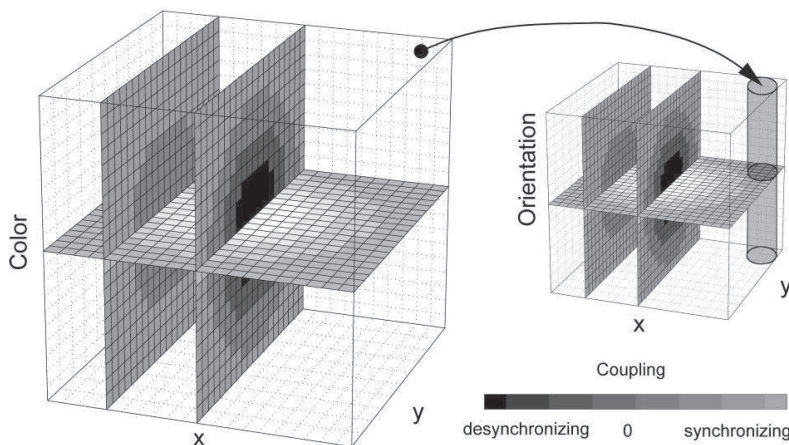 Color
x
y
Orientation
x
y
Coupling
desynchronizing 0 synchronizing